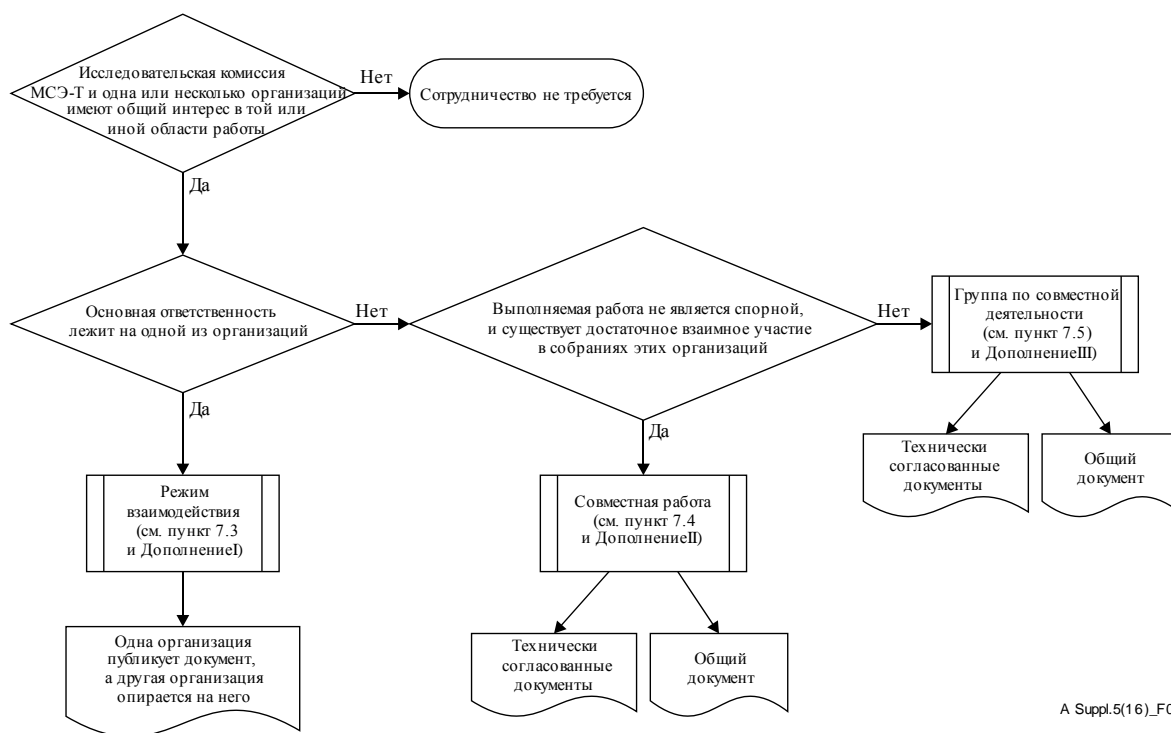 Исследовательская комиссия
МСЭ-Т и одна или несколько организаций
имеют общий интерес в той или
иной области работы
Нет
Сотрудничество не требуется
Да
Основная ответственность
лежит на одной из организаций
Нет
Выполняемая работа не является спорной,
и существует достаточное взаимное участие
в собраниях этих организаций
Нет
Группа по совместной
деятельности
(см. пункт 7.5)
и ДополнениеIII)
Да
Режим
взаимодействия
(см. пункт 7.3
и ДополнениеI)
Да
Совместная работа
(см. пункт 7.4
и ДополнениеII)
Технически
согласованные
документы
Общий
документ
Одна организация
публикует документ,
а другая организация
опирается на него
Технически
согласованные
документы
Общий
документ
A Suppl.5(16)_F0